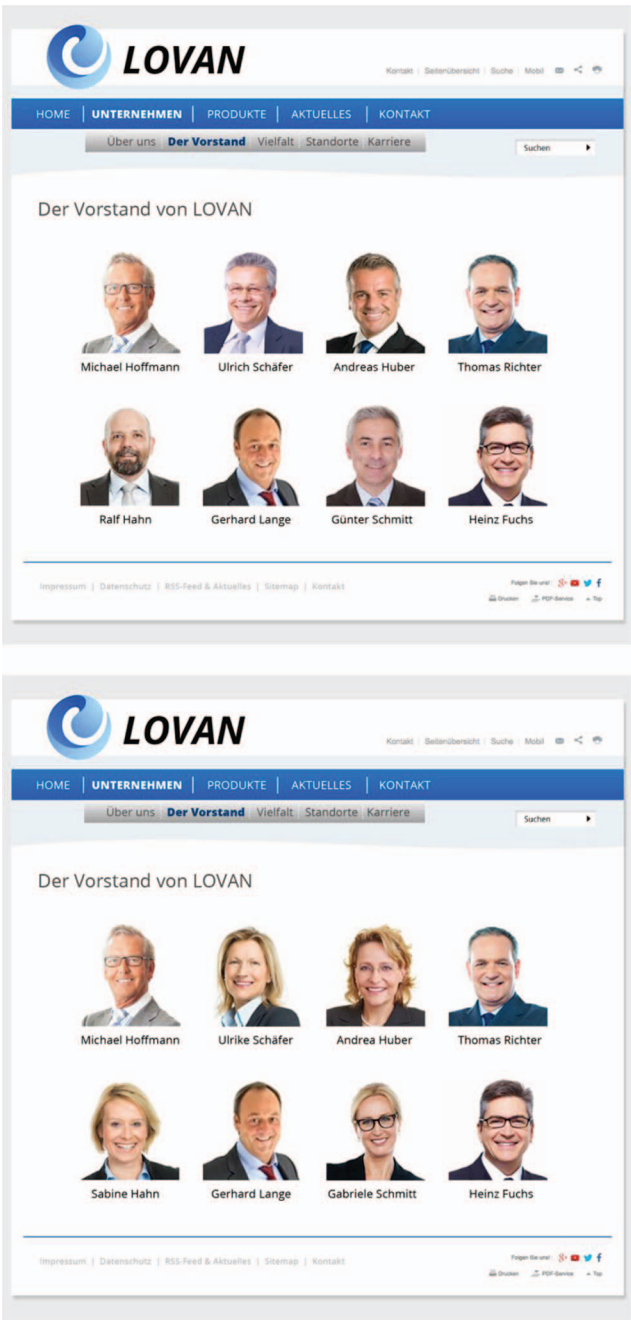 LOVAN
Kontakt | Seitenübersicht | Suche | Mobil
HOME | UNTERNEHMEN | PRODUKTE | AKTUELLES | KONTAKT
Über uns | Der Vorstand | Vielfalt | Standorte | Karriere
Suchen
Der Vorstand von LOVAN
Michael Hoffmann Ulrich Schäfer Andreas Huber Thomas Richter
Ralf Hahn Gerhard Lange Günter Schmitt Heinz Fuchs
Impressum | Datenschutz | RSS-Feed & Aktuelles | Sitemap | Kontakt
Folgen Sie uns!
Drucken PDF-Service Top
LOVAN
Kontakt | Seitenübersicht | Suche | Mobil
HOME | UNTERNEHMEN | PRODUKTE | AKTUELLES | KONTAKT
Über uns | Der Vorstand | Vielfalt | Standorte | Karriere
Suchen
Der Vorstand von LOVAN
Michael Hoffmann Ulrike Schäfer Andrea Huber Thomas Richter
Sabine Hahn Gerhard Lange Gabriele Schmitt Heinz Fuchs
Impressum | Datenschutz | RSS-Feed & Aktuelles | Sitemap | Kontakt
Folgen Sie uns!
Drucken PDF-Service Top